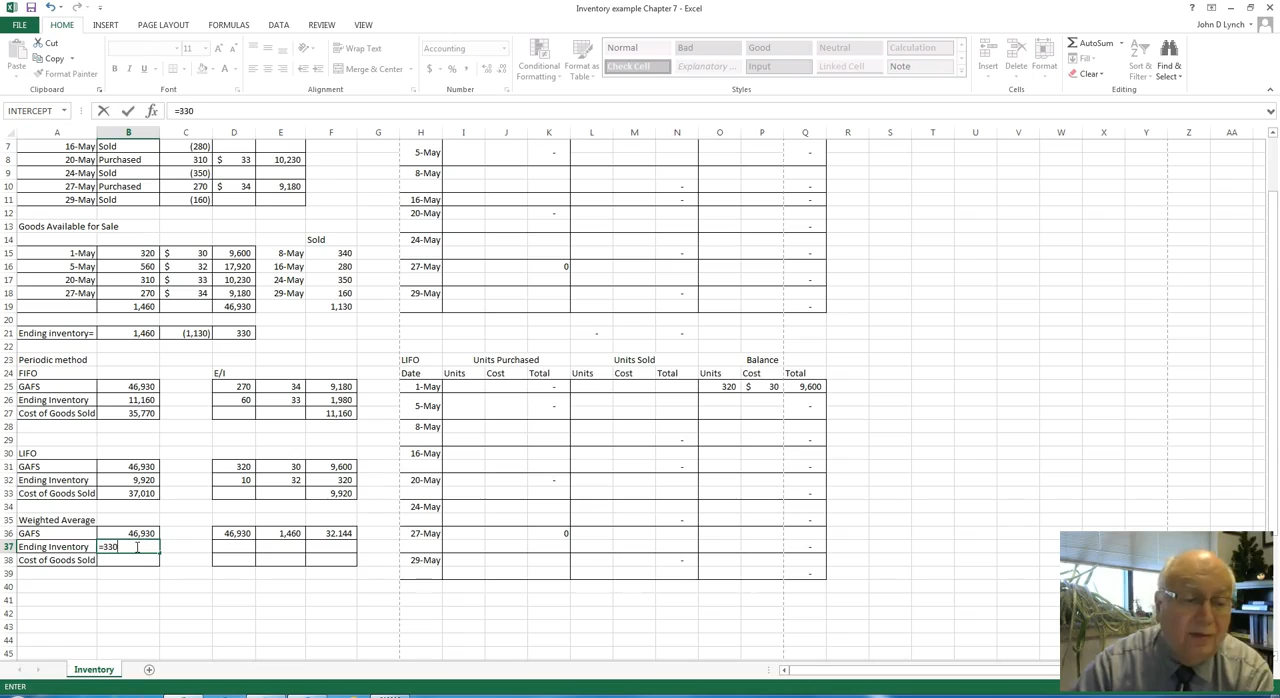 Inventory example Chapter 7 - Excel
FILE HOME INSERT PAGE LAYOUT FORMULAS DATA REVIEW VIEW John D Lynch
Cut 11 A A Wrap Text Accounting Normal Bad Good Neutral Calculation AutoSum
Paste Copy Conditional Format as Insert Delete Format Fill Sort & Find &
Format Painter B I U A Merge & Center $ % , Formatting Table Check Cell Explanatory ... Input Linked Cell Note Clear Filter Select
Clipboard Font Alignment Number Styles Cells Editing
INTERCEPT fx =330
A B C D E F G H I J K L M N O P Q R S T U V W X Y Z AA
7 16-May Sold (280) 5-May - -
8 20-May Purchased 310 $ 33 10,230
9 24-May Sold (350) 8-May
10 27-May Purchased 270 $ 34 9,180 - -
11 29-May Sold (160) 16-May - -
12 20-May -
13 Goods Available for Sale -
14 Sold 24-May
15 1-May 320 $ 30 9,600 8-May 340 - -
16 5-May 560 $ 32 17,920 16-May 280 27-May 0
17 20-May 310 $ 33 10,230 24-May 350 -
18 27-May 270 $ 34 9,180 29-May 160 29-May -
19 1,460 46,930 1,130 -
20
21 Ending inventory= 1,460 (1,130) 330 - -
22
23 Periodic method LIFO Units Purchased Units Sold Balance
24 FIFO E/I Date Units Cost Total Units Cost Total Units Cost Total
25 GAFS 46,930 270 34 9,180 1-May - 320 $ 30 9,600
26 Ending Inventory 11,160 60 33 1,980 5-May - -
27 Cost of Goods Sold 35,770 11,160
28 8-May
29 - -
30 LIFO 16-May
31 GAFS 46,930 320 30 9,600 - -
32 Ending Inventory 9,920 10 32 320 20-May -
33 Cost of Goods Sold 37,010 9,920 -
34 24-May
35 Weighted Average - -
36 GAFS 46,930 46,930 1,460 32.144 27-May 0
37 Ending Inventory =330 -
38 Cost of Goods Sold 29-May -
39 -
40
41
42
43
44
45
Inventory
ENTER